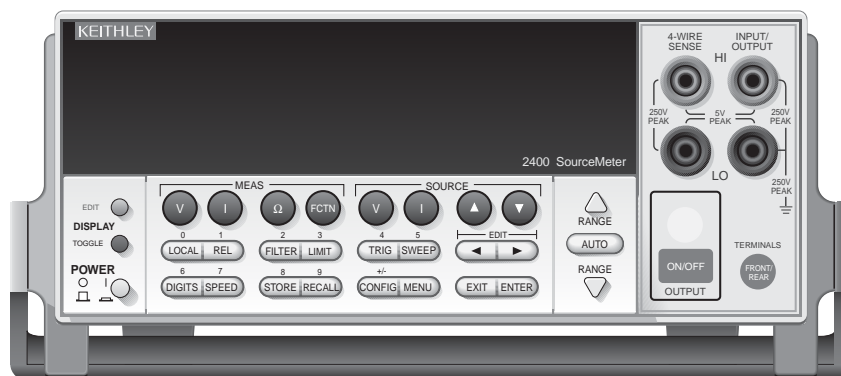 KEITHLEY
2400 SourceMeter
4-WIRE SENSE
INPUT/ OUTPUT
HI
250V PEAK
5V PEAK
250V PEAK
LO
250V PEAK
MEAS
SOURCE
EDIT
V I Ω FCTN V I
RANGE
DISPLAY
0 1 2 3 4 5 EDIT
TOGGLE
LOCAL REL FILTER LIMIT TRIG SWEEP
AUTO
POWER
6 7 8 9 +/-
RANGE
DIGITS SPEED STORE RECALL CONFIG MENU EXIT ENTER
ON/OFF
OUTPUT
TERMINALS
FRONT/ REAR